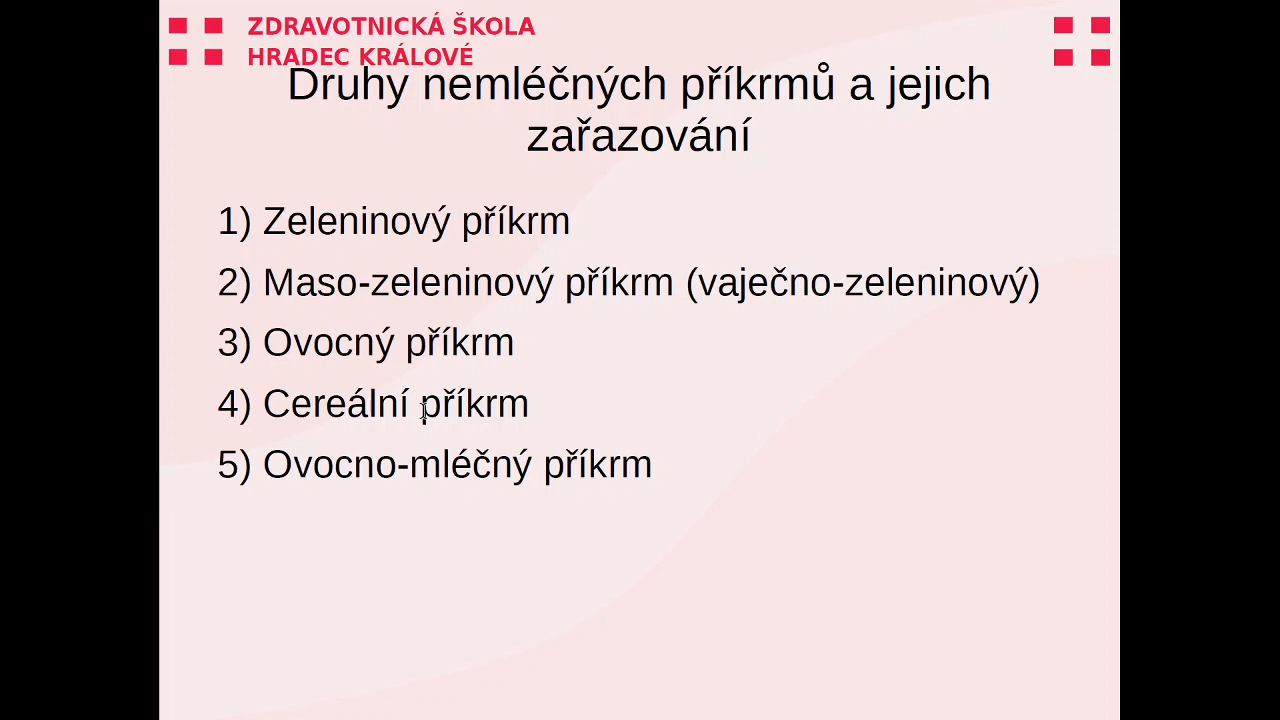 ZDRAVOTNICKÁ ŠKOLA
HRADEC KRÁLOVÉ
Druhy nemléčných příkrmů a jejich
zařazování
1) Zeleninový příkrm
2) Maso-zeleninový příkrm (vaječno-zeleninový)
3) Ovocný příkrm
4) Cereální příkrm
5) Ovocno-mléčný příkrm